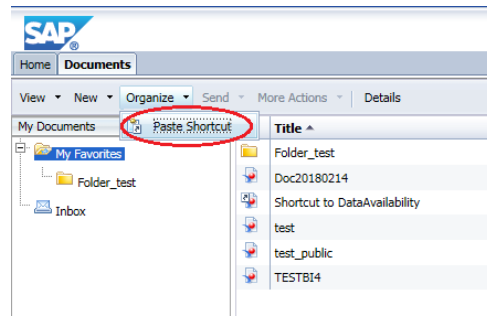 SAP®
Home Documents
View New Organize Send More Actions Details
My Documents Paste Shortcut Title
My Favorites Folder_test
Folder_test Doc20180214
Inbox Shortcut to DataAvailability
test
test_public
TESTBI4